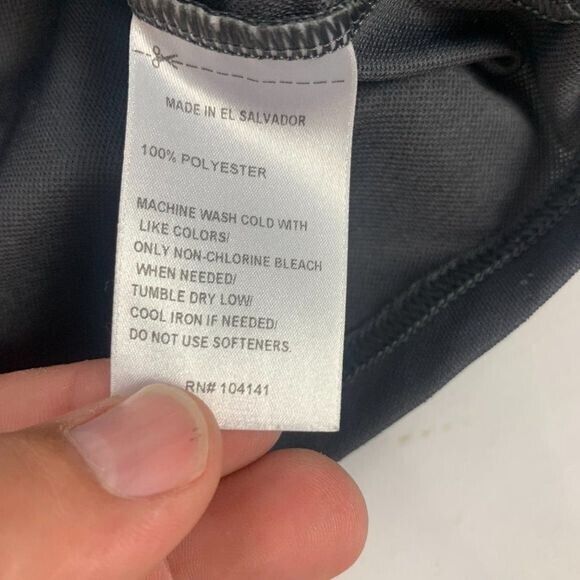 MADE IN EL SALVADOR
100% POLYESTER
MACHINE WASH COLD WITH
LIKE COLORS/
ONLY NON-CHLORINE BLEACH
WHEN NEEDED/
TUMBLE DRY LOW/
COOL IRON IF NEEDED/
DO NOT USE SOFTENERS.
RN# 104141